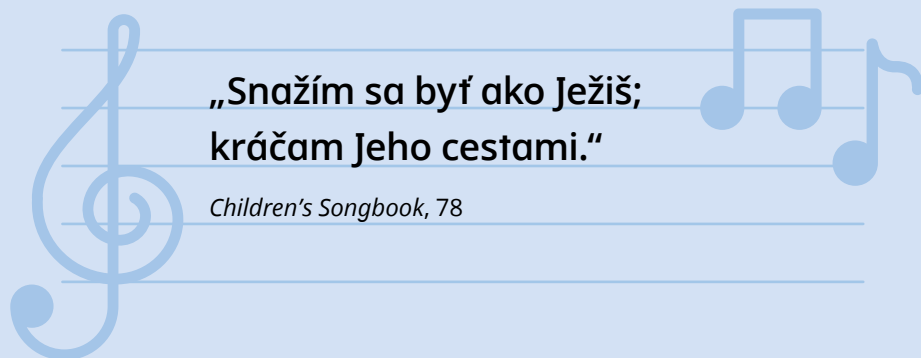 „Snažím sa byť ako Ježiš;
kráčam Jeho cestami.“
Children’s Songbook, 78